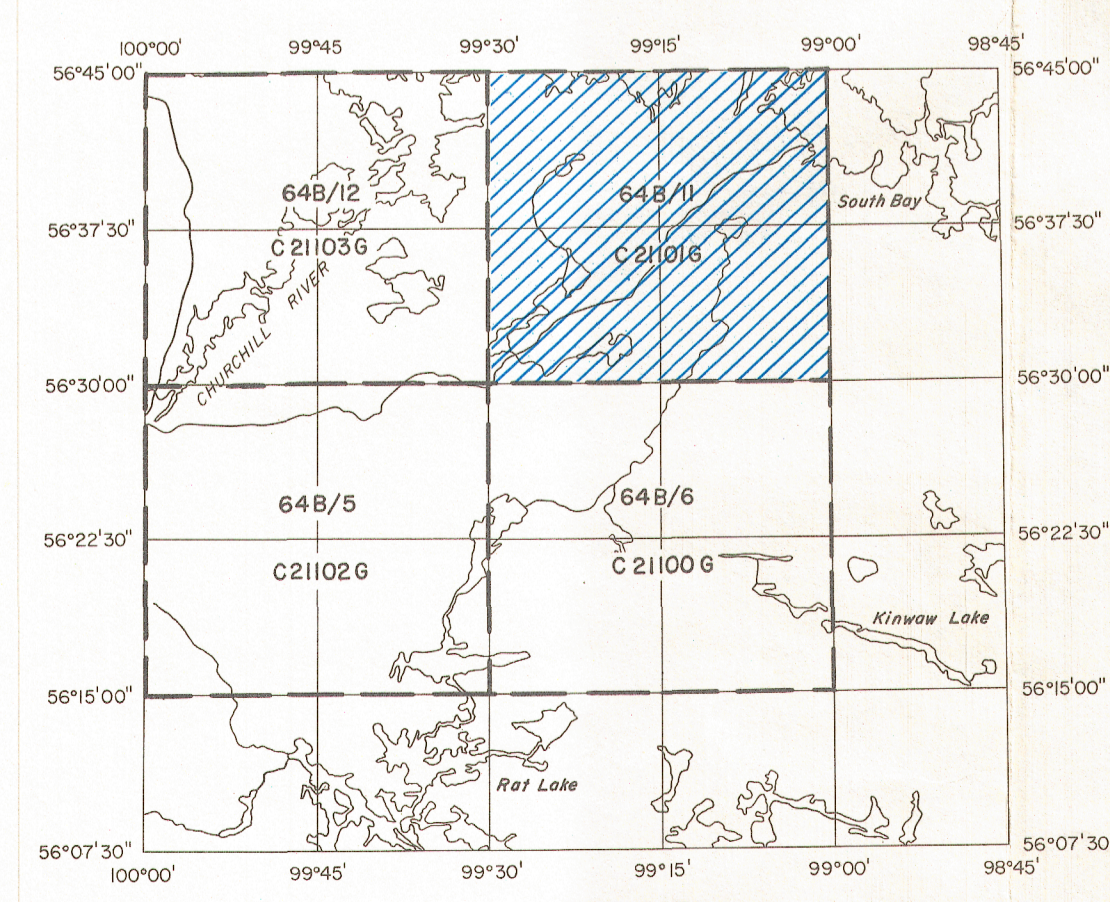 100°00' 99°45' 99°30' 99°15' 99°00' 98°45'
56°45'00" 56°45'00"
64B/12 64B/11
South Bay
56°37'30" 56°37'30"
C 21103G C 21101G
CHURCHILL RIVER
56°30'00" 56°30'00"
64B/5 64B/6
56°22'30" 56°22'30"
C21102G C 21100G
Kinwaw Lake
56°15'00" 56°15'00"
Rat Lake
56°07'30" 56°07'30
100°00' 99°45' 99°30' 99°15' 99°00' 98°45'